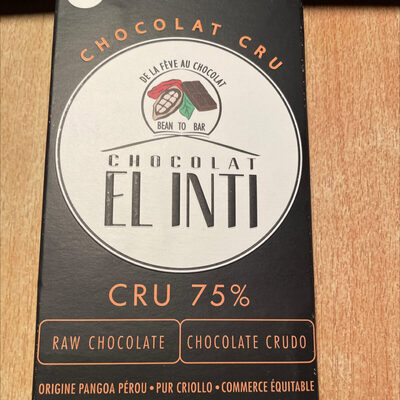 CHOCOLAT CRU
DE LA FÈVE AU CHOCOLAT
BEAN TO BAR
CHOCOLAT
EL INTI
CRU 75%
RAW CHOCOLATE
CHOCOLATE CRUDO
ORIGINE PANGOA PÉROU • PUR CRIOLLO • COMMERCE ÉQUITABLE